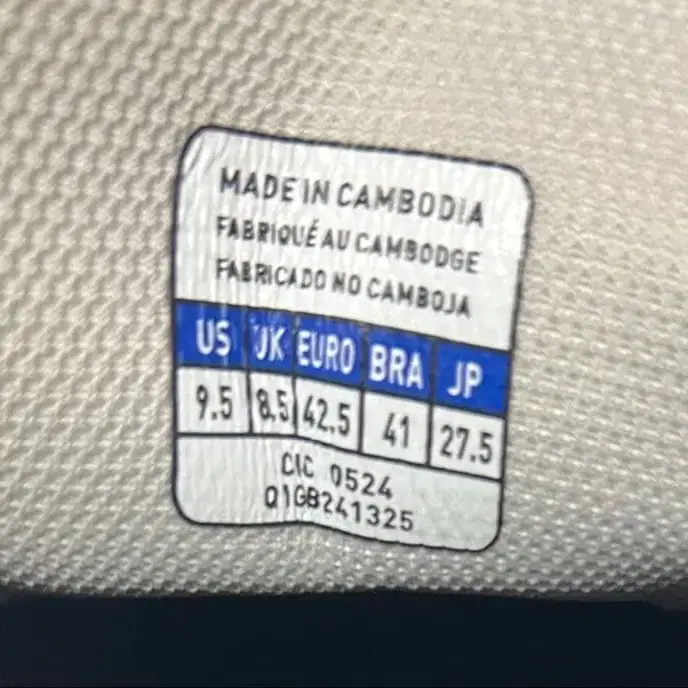 MADE IN CAMBODIA
FABRIQUÉ AU CAMBODGE
FABRICADO NO CAMBOJA
US UK EURO BRA JP
9.5 8.5 42.5 41 27.5
CIC 0524
Q1GB241325